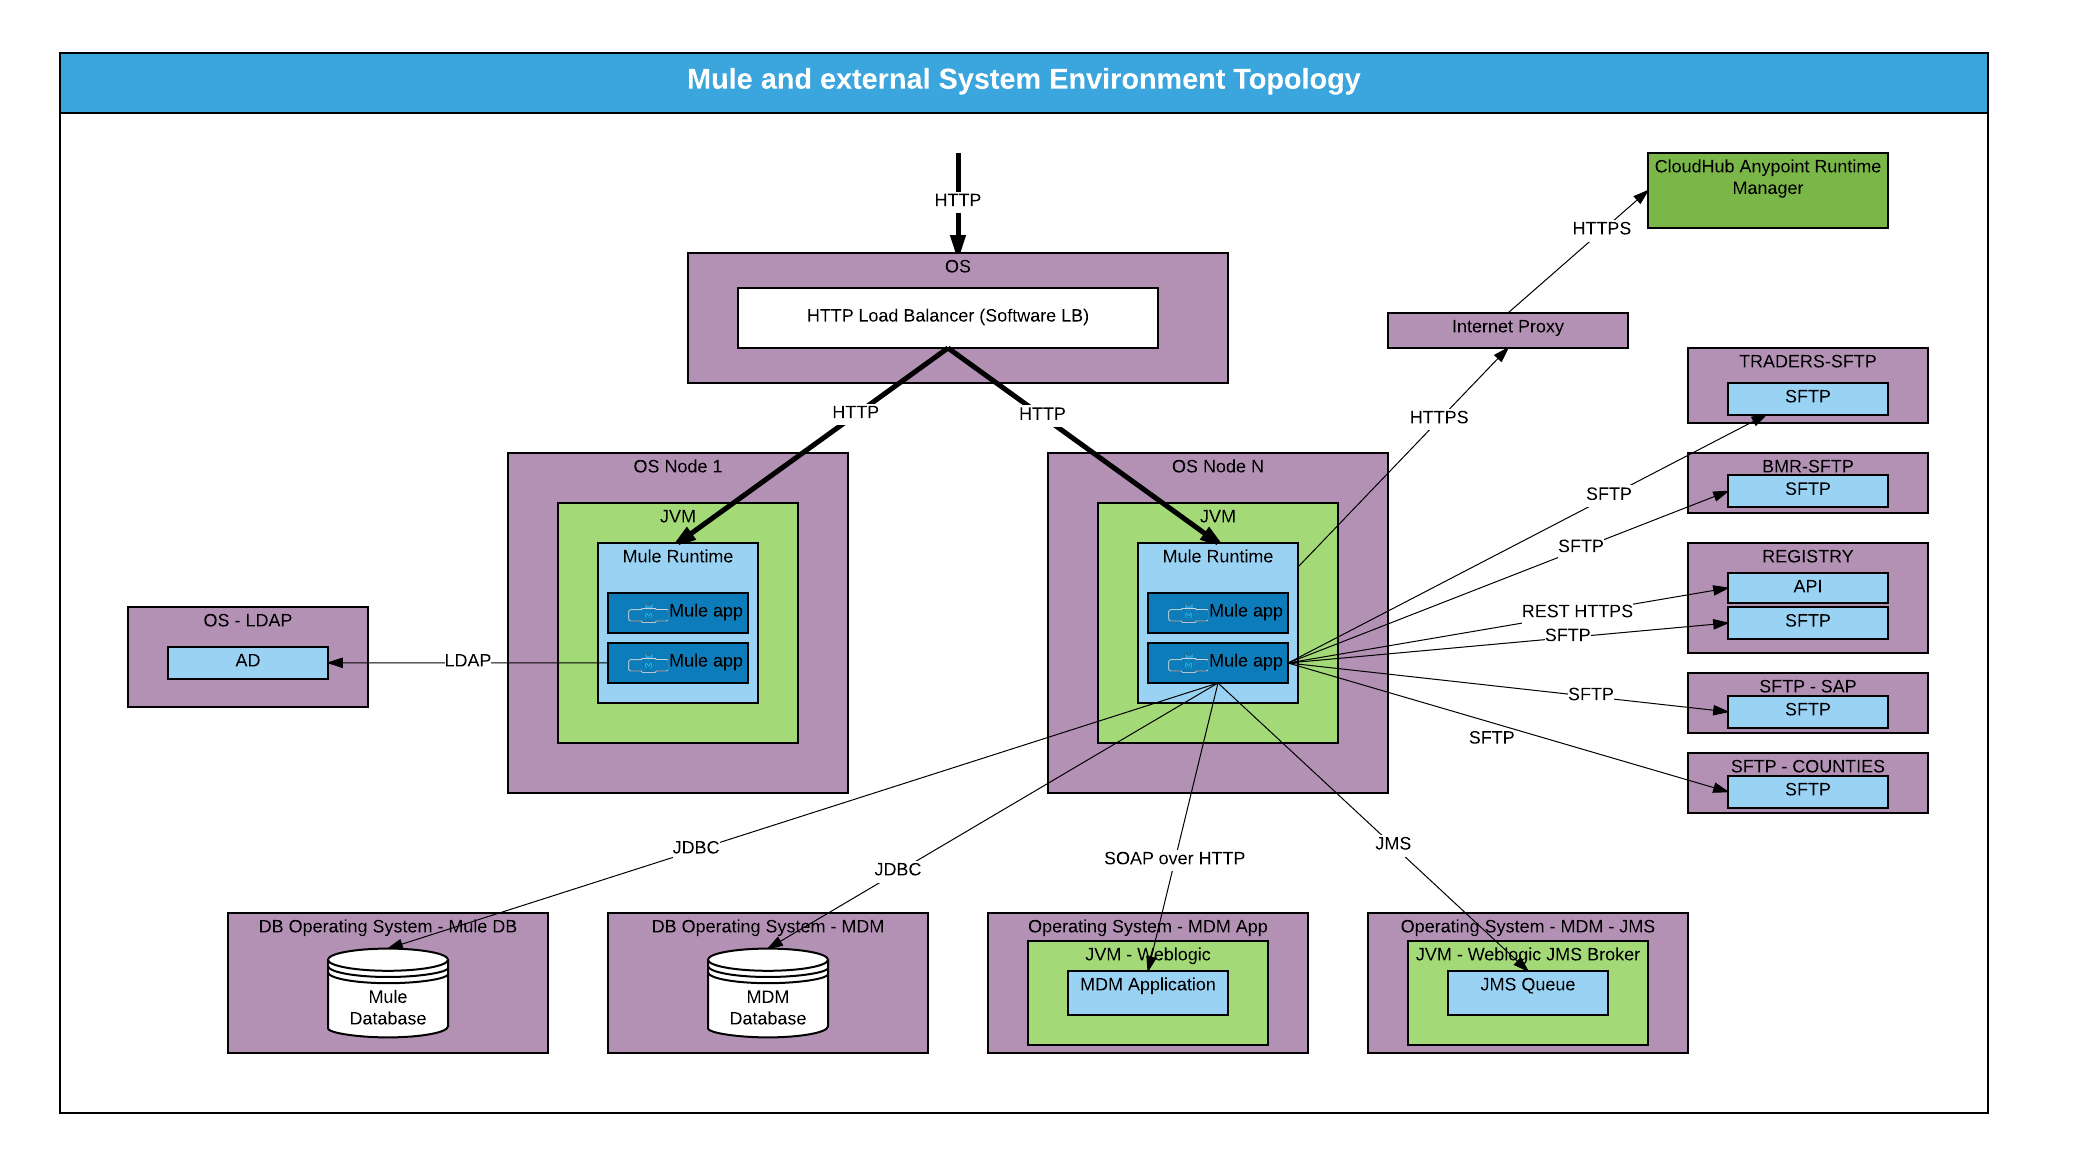 Mule and external System Environment Topology
HTTP
CloudHub Anypoint Runtime
Manager
HTTPS
OS
HTTP Load Balancer (Software LB)
Internet Proxy
TRADERS-SFTP
SFTP
HTTP
HTTP
HTTPS
OS Node 1
OS Node N
BMR-SFTP
SFTP
SFTP
JVM
JVM
SFTP
Mule Runtime
Mule Runtime
REGISTRY
API
Mule app
Mule app
REST HTTPS
SFTP
OS - LDAP
SFTP
AD
LDAP
Mule app
Mule app
SFTP
SFTP - SAP
SFTP
SFTP
SFTP - COUNTIES
SFTP
JDBC
JDBC
SOAP over HTTP
JMS
DB Operating System - Mule DB
DB Operating System - MDM
Operating System - MDM App
Operating System - MDM - JMS
JVM - Weblogic
JVM - Weblogic JMS Broker
Mule
Database
MDM
Database
MDM Application
JMS Queue